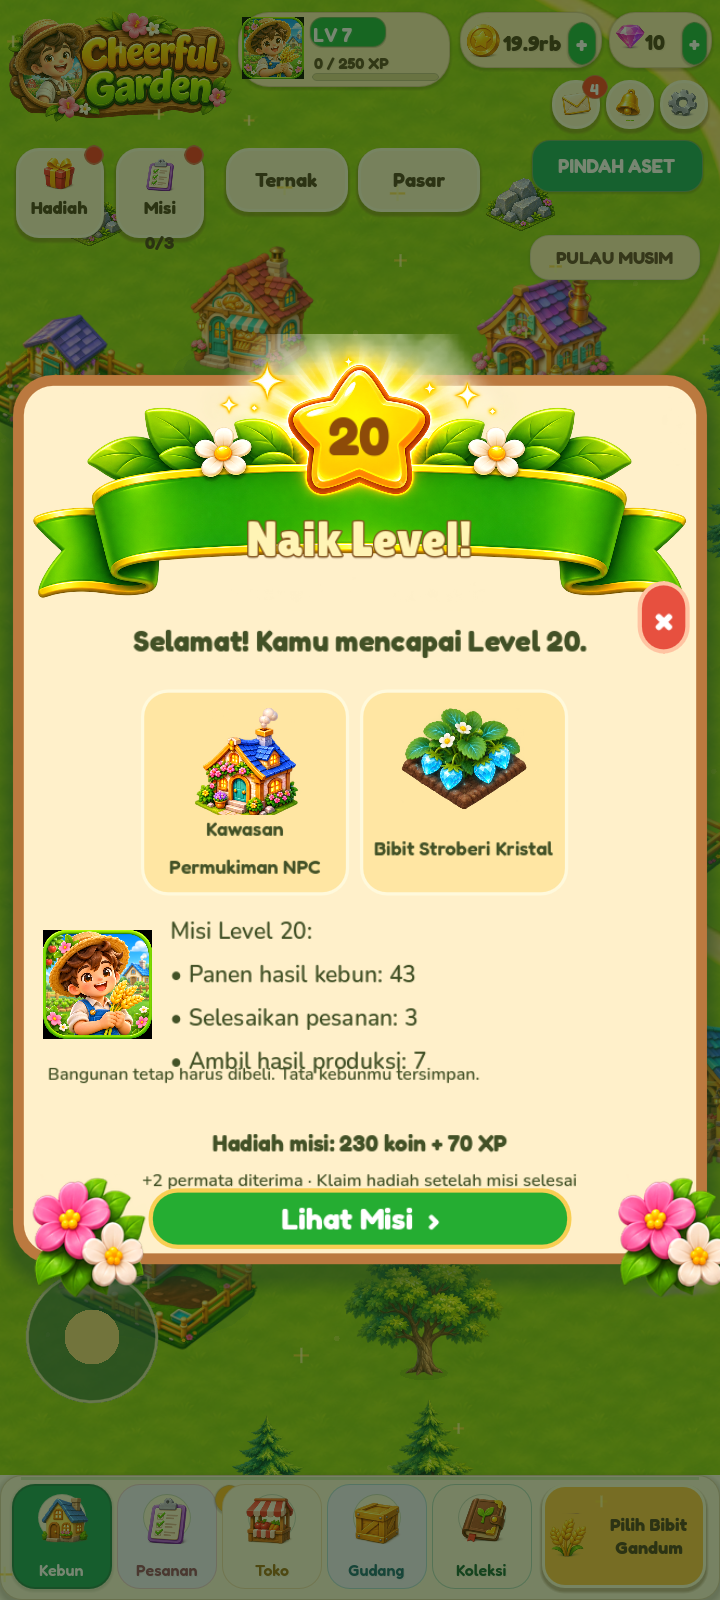 Cheerful
Garden
LV 7
0 / 250 XP
19.9rb
+
10
+
4
Hadiah
Misi
0/3
Ternak
Pasar
PINDAH ASET
PULAU MUSIM
20
Naik Level!
Selamat! Kamu mencapai Level 20.
Kawasan
Permukiman NPC
Bibit Stroberi Kristal
Misi Level 20:
• Panen hasil kebun: 43
• Selesaikan pesanan: 3
• Ambil hasil produksi: 7
Bangunan tetap harus dibeli. Tata kebunmu tersimpan.
Hadiah misi: 230 koin + 70 XP
+2 permata diterima · Klaim hadiah setelah misi selesai
Lihat Misi ›
Kebun
Pesanan
Toko
Gudang
Koleksi
Pilih Bibit
Gandum